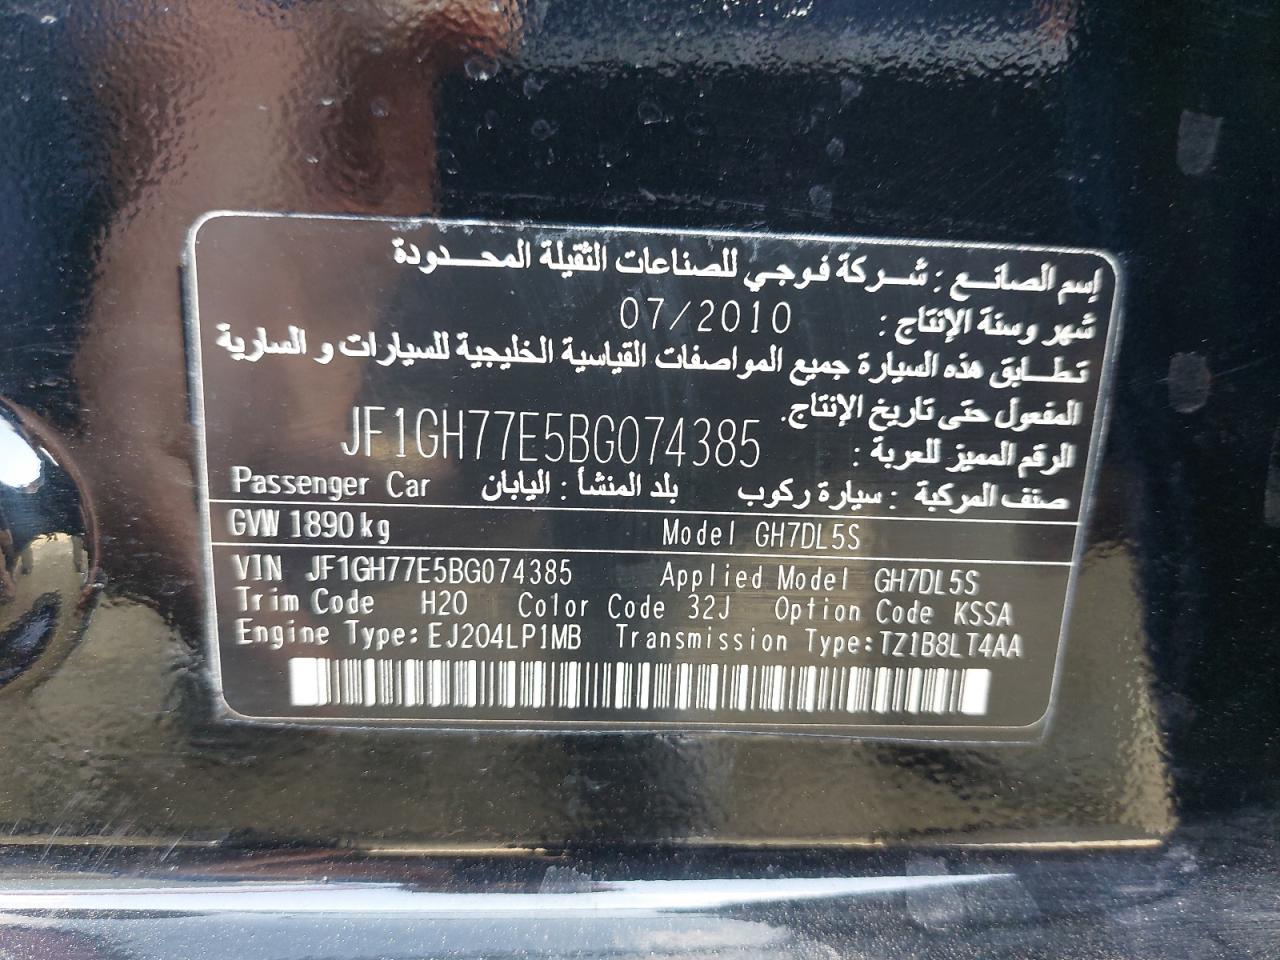 إسم الصانع : شركة فوجي للصناعات الثقيلة المحدودة
شهر وسنة الإنتاج : 07/2010
تطابق هذه السيارة جميع المواصفات القياسية الخليجية للسيارات و السارية
المفعول حتى تاريخ الإنتاج.
الرقم المميز للعربة : JF1GH77E5BG074385
صنف المركبة : سيارة ركوب بلد المنشأ : اليابان Passenger Car
GVW 1890 kg Model GH7DL5S
VIN JF1GH77E5BG074385 Applied Model GH7DL5S
Trim Code H20 Color Code 32J Option Code KSSA
Engine Type: EJ204LP1MB Transmission Type: TZ1B8LT4AA